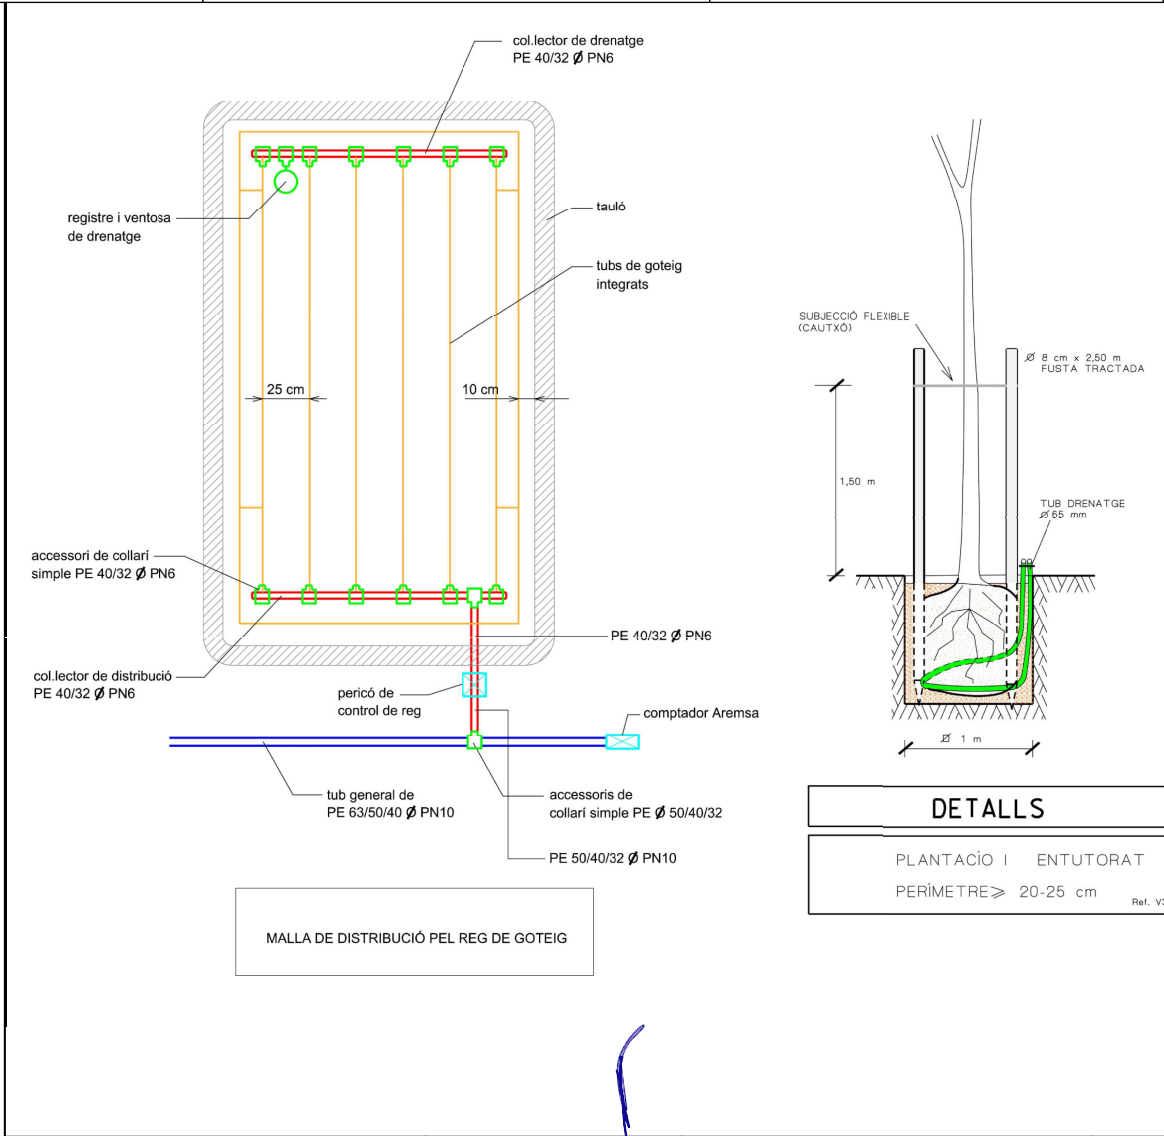 col.lector de drenatge
PE 40/32 Ø PN6
registre i ventosa
de drenatge
tauló
tubs de goteig
integrats
25 cm
10 cm
accessori de collarí
simple PE 40/32 Ø PN6
PE 40/32 Ø PN6
col.lector de distribució
PE 40/32 Ø PN6
pericó de
control de reg
comptador Aremsa
tub general de
PE 63/50/40 Ø PN10
accessoris de
collarí simple PE Ø 50/40/32
PE 50/40/32 Ø PN10
MALLA DE DISTRIBUCIÓ PEL REG DE GOTEIG
SUBJECCIÓ FLEXIBLE
(CAUTXÓ)
Ø 8 cm x 2,50 m
FUSTA TRACTADA
1,50 m
TUB DRENATGE
Ø 65 mm
Ø 1 m
DETALLS
PLANTACÍO I ENTUTORAT
PERÍMETRE⩾ 20-25 cm
Ref. V3